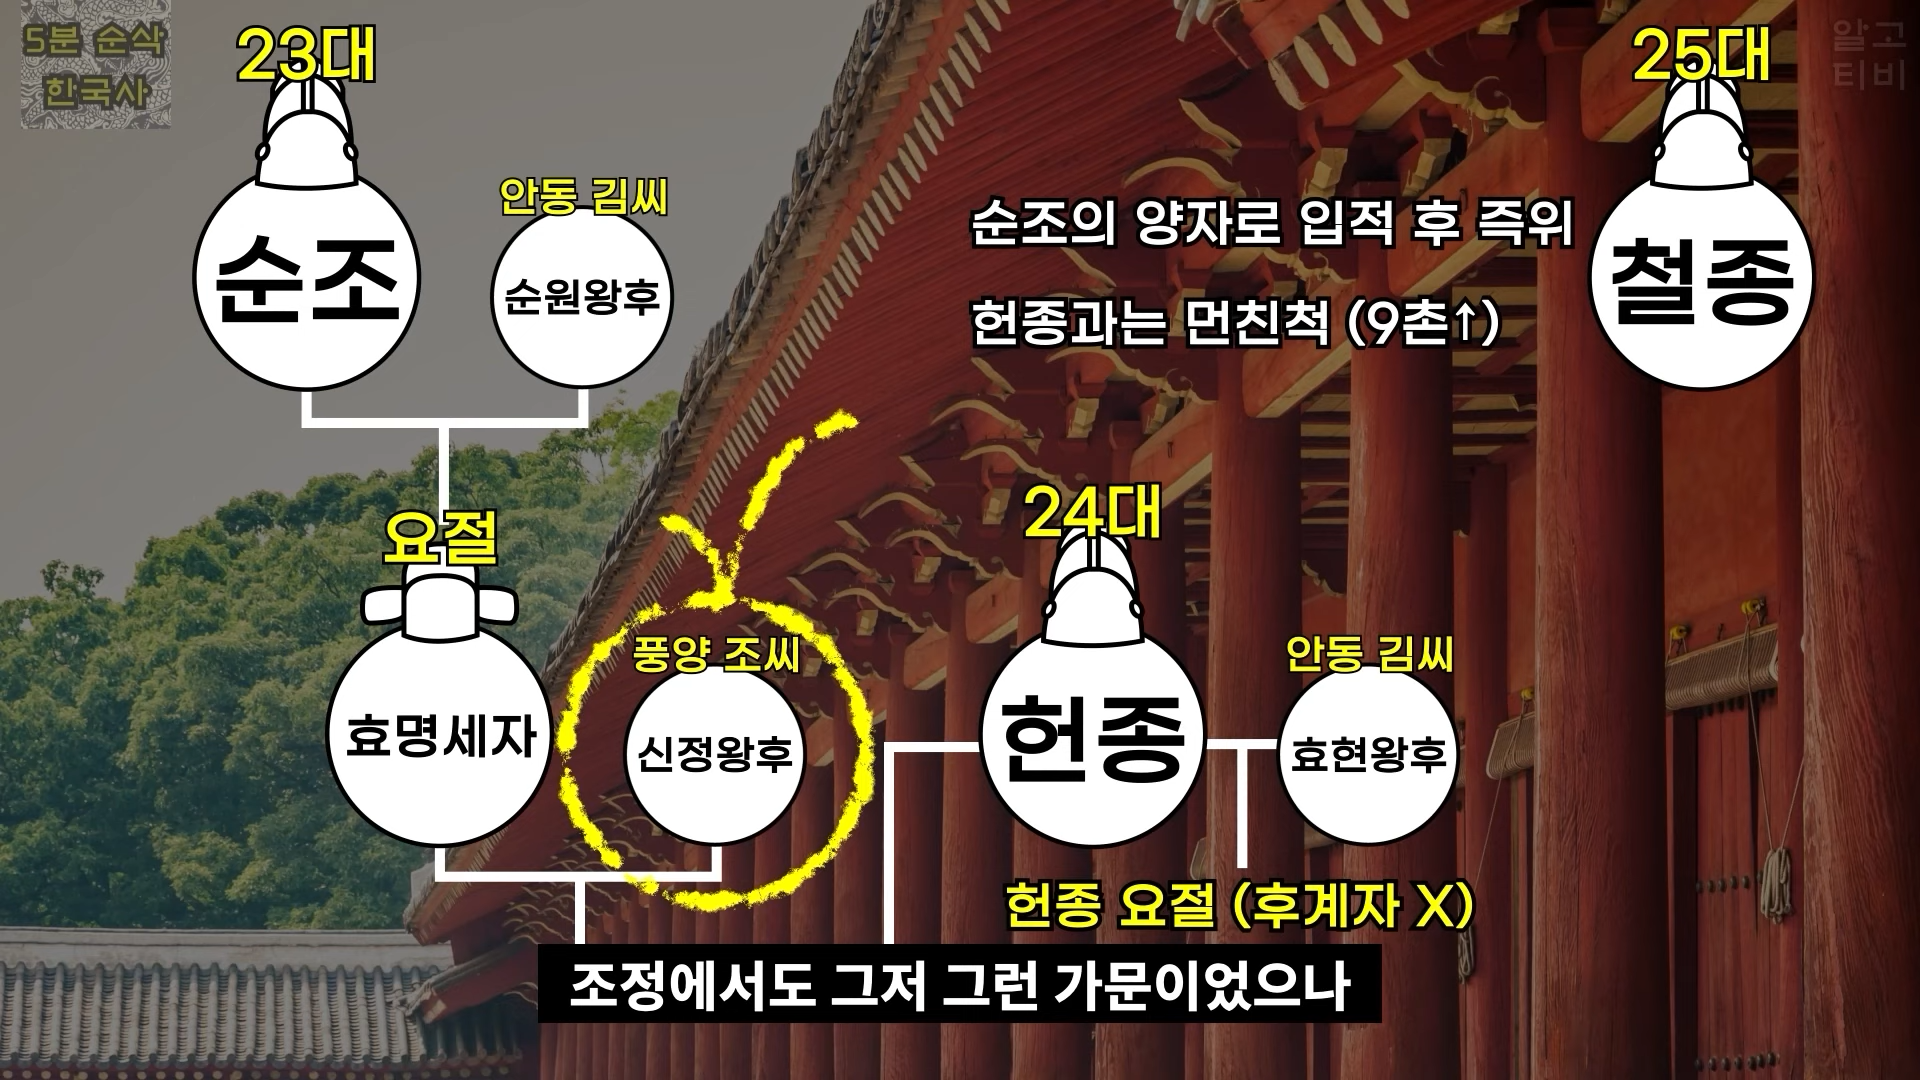 5분 순삭
한국사
23대
순조
안동 김씨
순원왕후
25대
철종
알고
티비
순조의 양자로 입적 후 즉위
헌종과는 먼친척 (9촌↑)
요절
효명세자
풍양 조씨
신정왕후
24대
헌종
안동 김씨
효현왕후
헌종 요절 (후계자 X)
조정에서도 그저 그런 가문이었으나